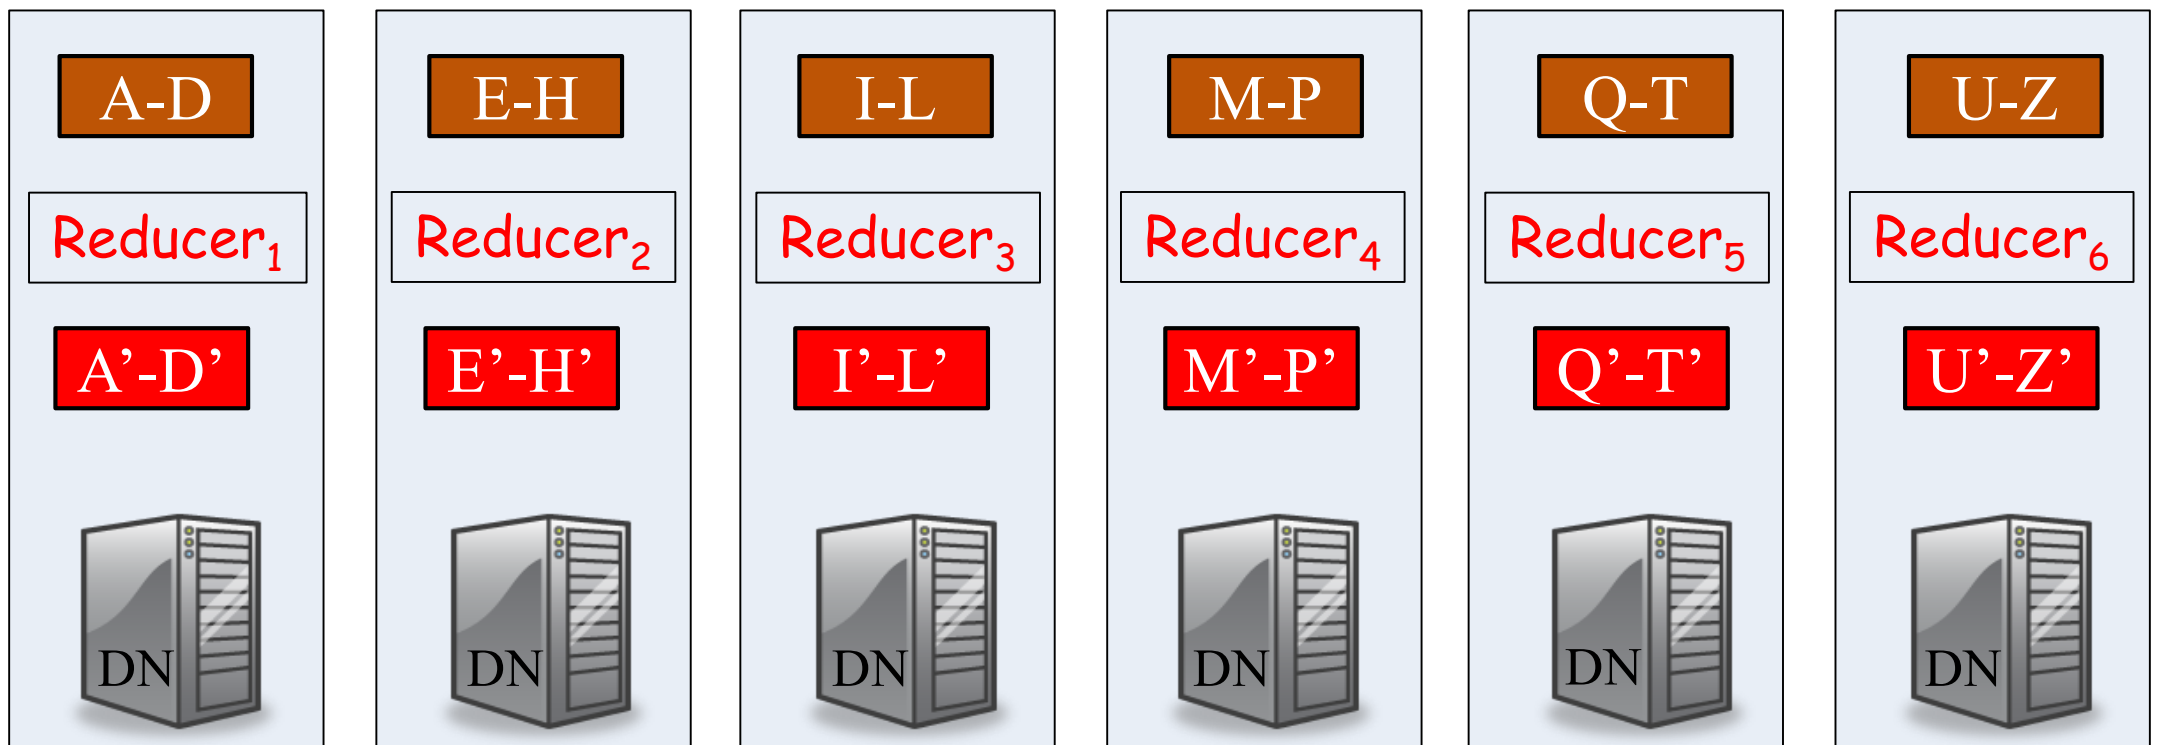 A-D
E-H
I-L
M-P
Q-T
U-Z
Reducer₁
Reducer₂
Reducer₃
Reducer₄
Reducer₅
Reducer₆
A’-D’
E’-H’
I’-L’
M’-P’
Q’-T’
U’-Z’
DN
DN
DN
DN
DN
DN